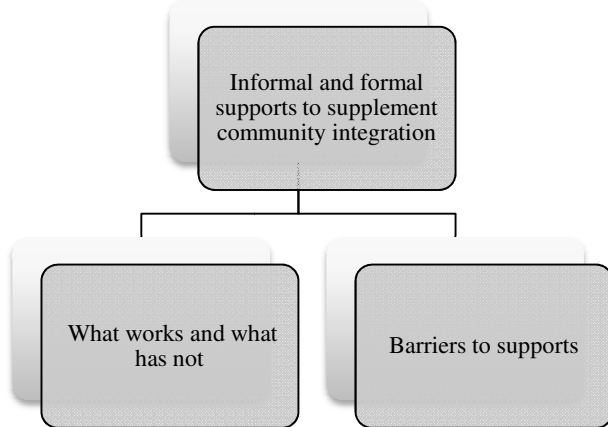 Informal and formal
supports to supplement
community integration
What works and what
has not
Barriers to supports